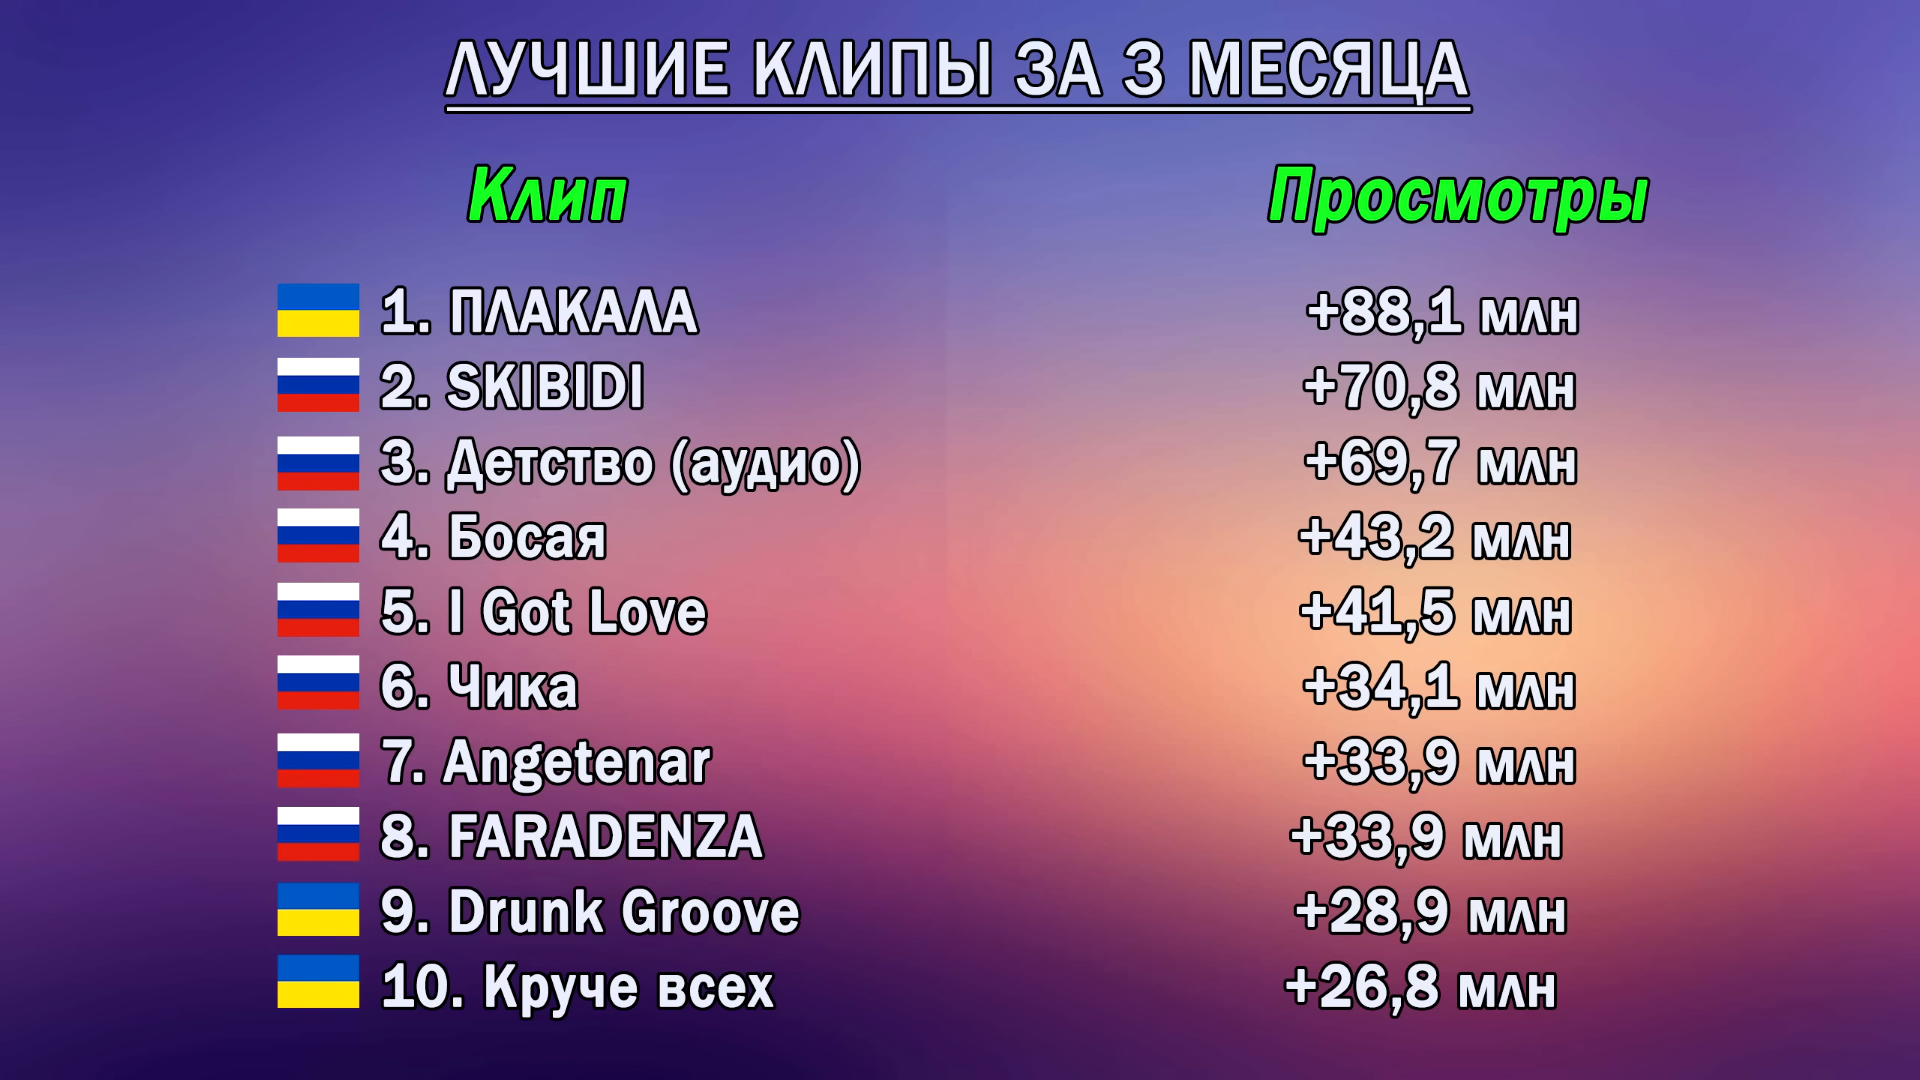 ЛУЧШИЕ КЛИПЫ ЗА 3 МЕСЯЦА
Клип Просмотры
1. ПЛАКАЛА +88,1 млн
2. SKIBIDI +70,8 млн
3. Детство (аудио) +69,7 млн
4. Босая +43,2 млн
5. I Got Love +41,5 млн
6. Чика +34,1 млн
7. Angetenar +33,9 млн
8. FARADENZA +33,9 млн
9. Drunk Groove +28,9 млн
10. Круче всех +26,8 млн